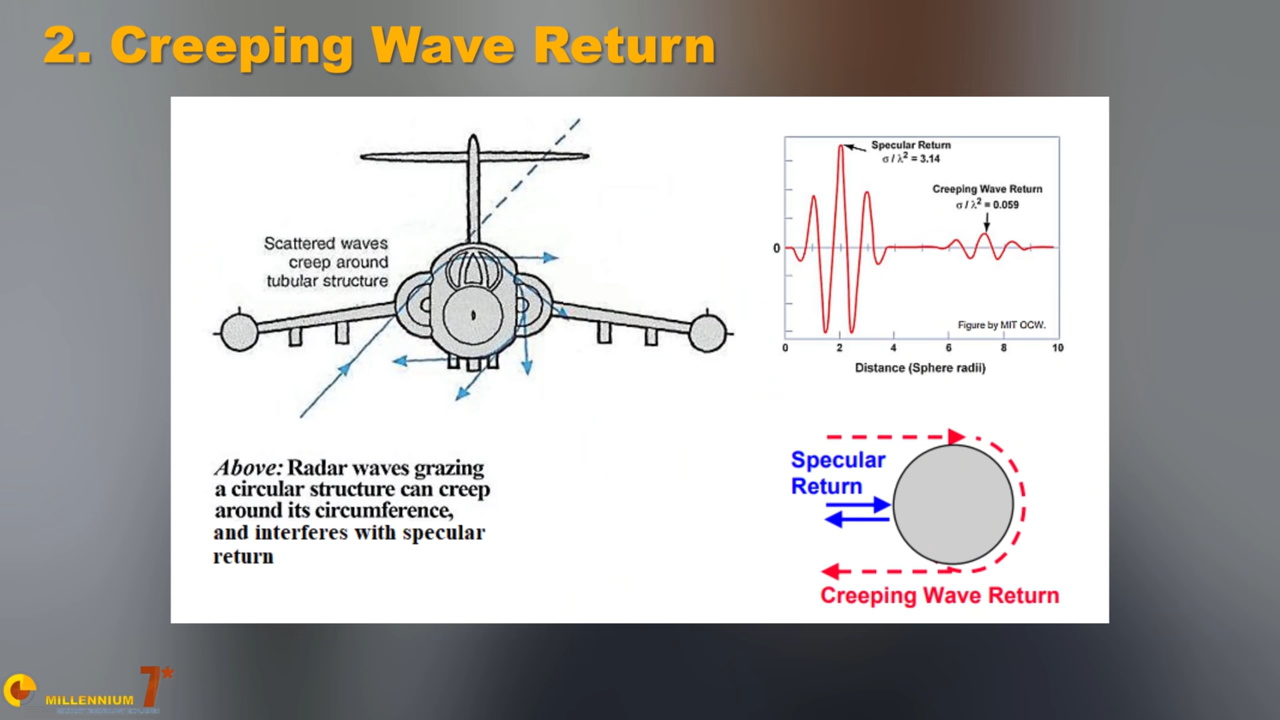 2. Creeping Wave Return
Scattered waves
creep around
tubular structure
Above: Radar waves grazing
a circular structure can creep
around its circumference,
and interferes with specular
return
Specular Return
σ / λ² = 3.14
Creeping Wave Return
σ / λ² = 0.059
0
Figure by MIT OCW.
0 2 4 6 8 10
Distance (Sphere radii)
Specular
Return
Creeping Wave Return
MiLLENNIUM 7*